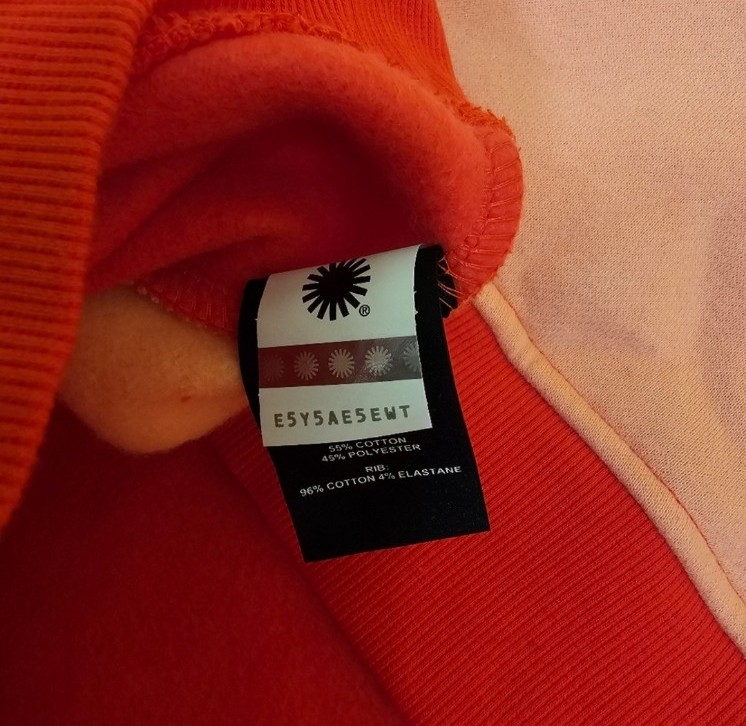 ®
E5Y5AE5EWT
55% COTTON
45% POLYESTER
RIB:
96% COTTON 4% ELASTANE